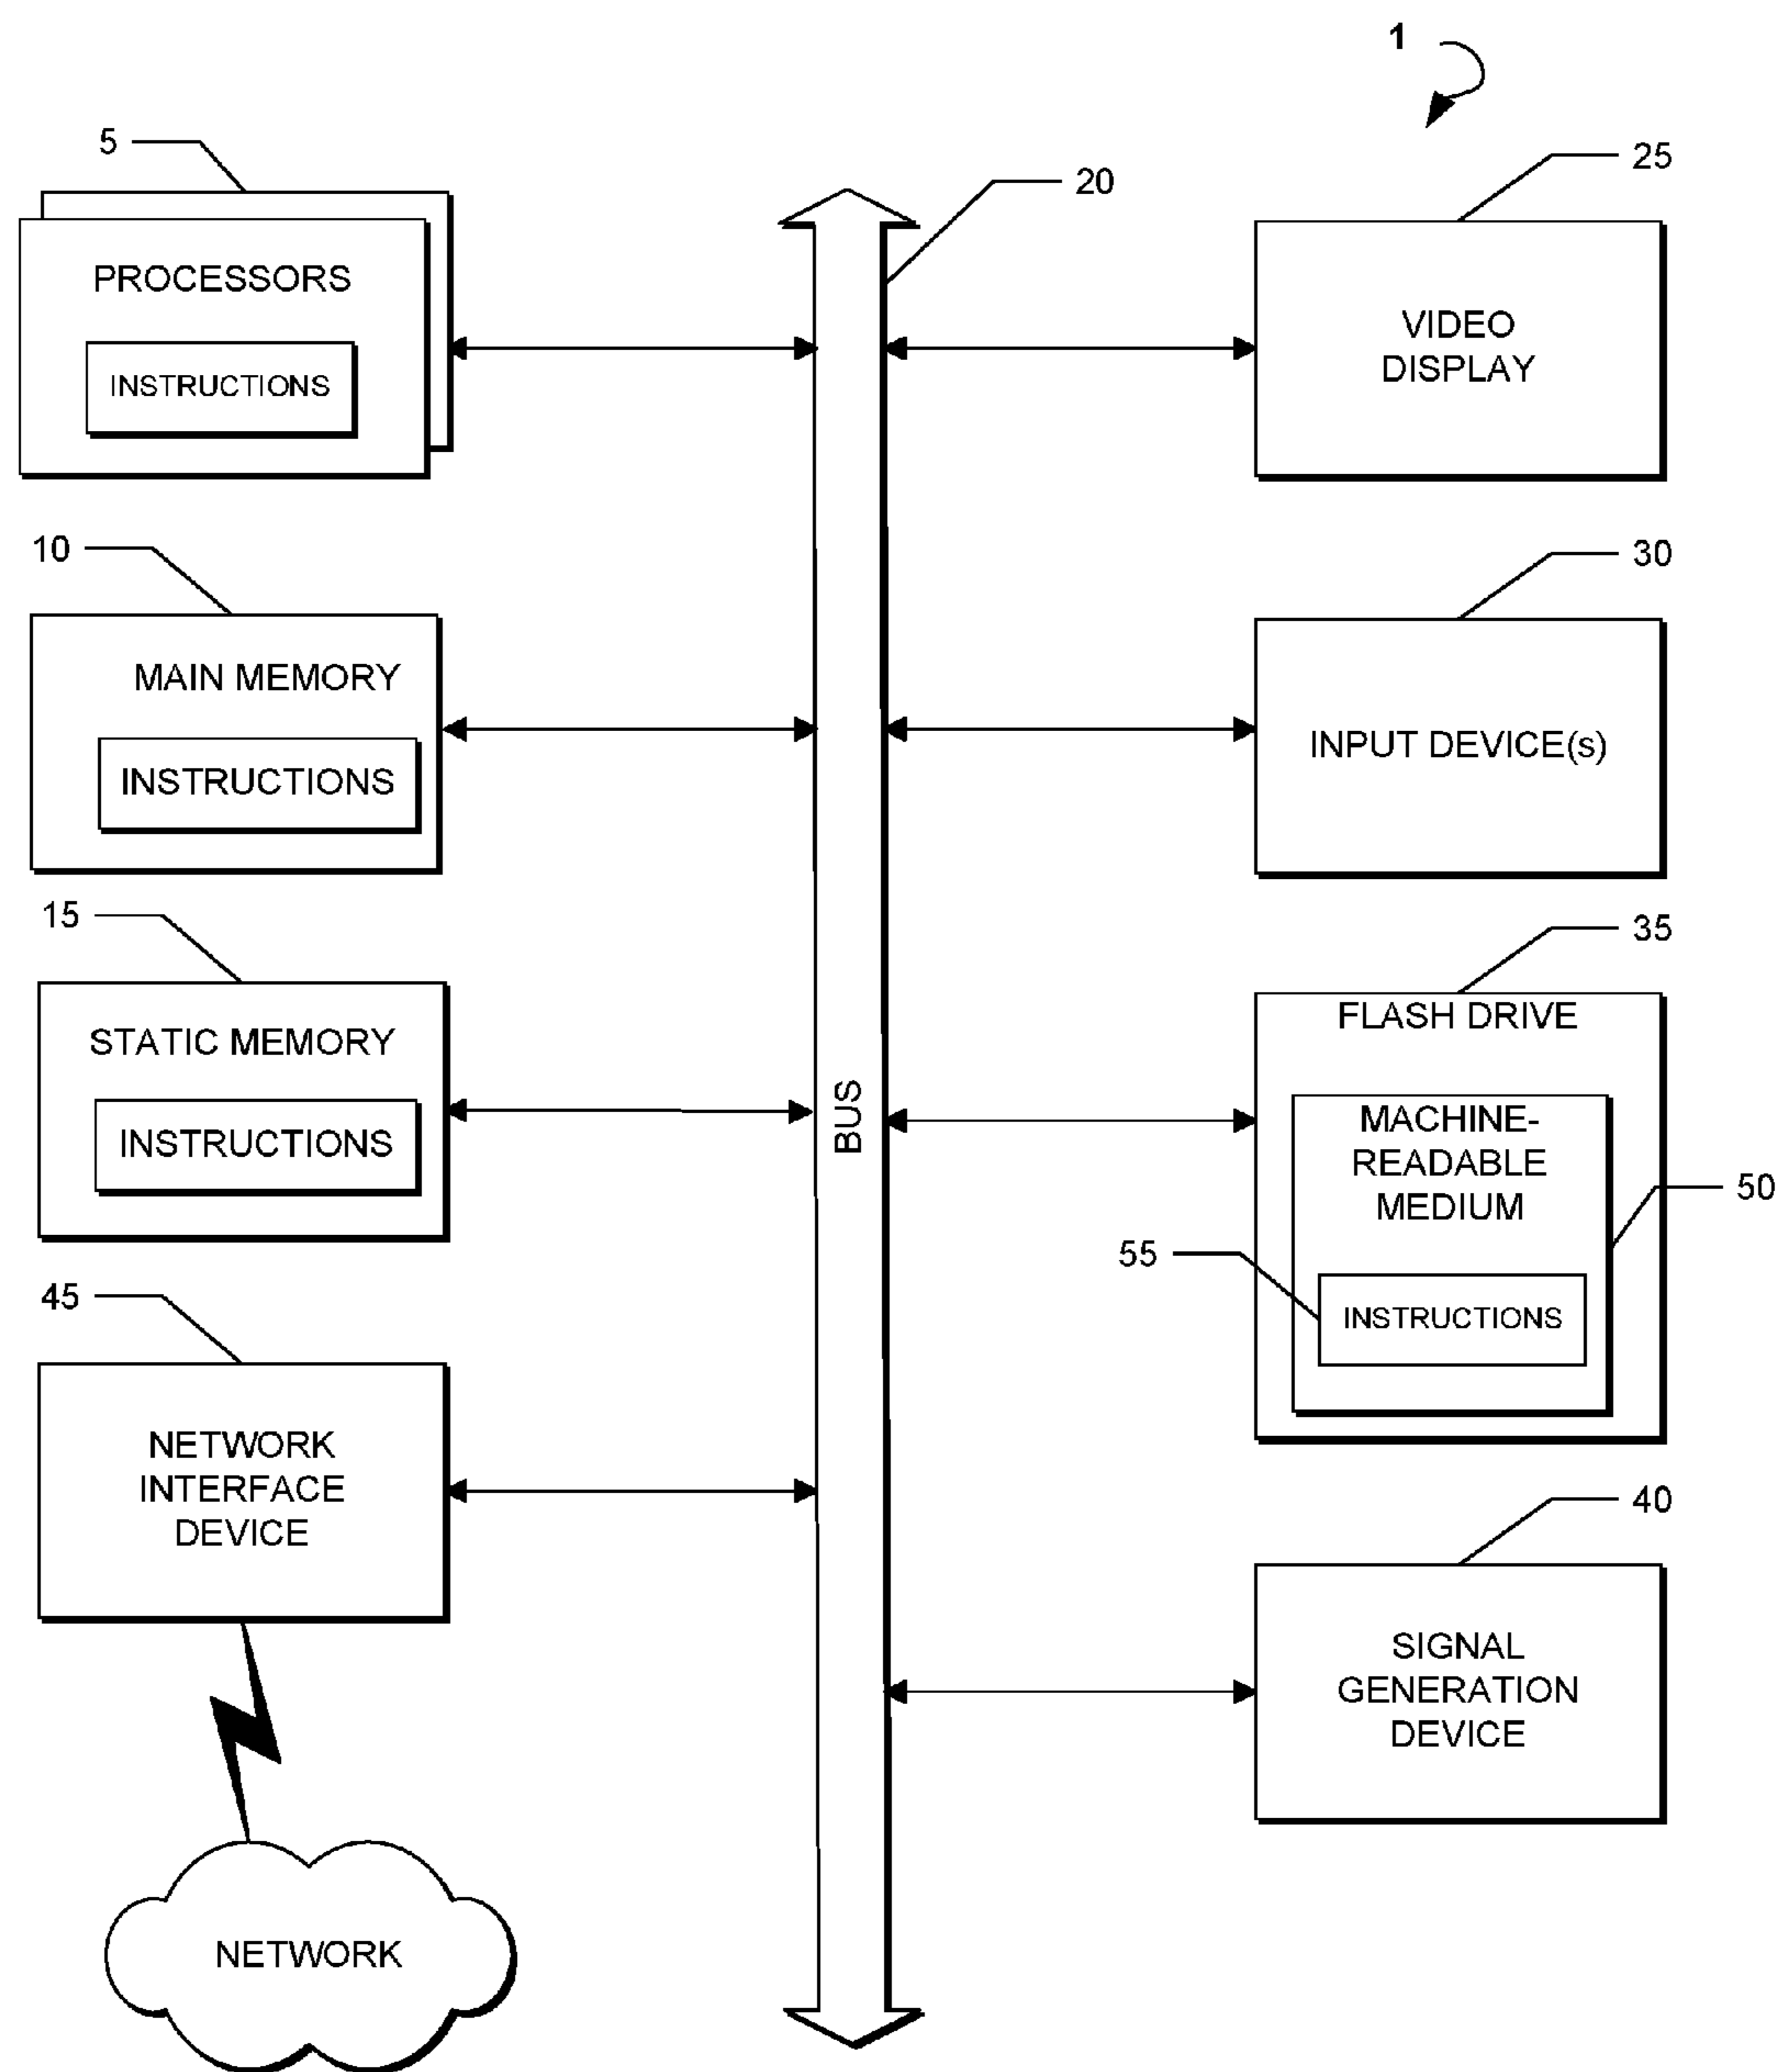 1
5
PROCESSORS
INSTRUCTIONS
20
25
VIDEO
DISPLAY
10
MAIN MEMORY
INSTRUCTIONS
30
INPUT DEVICE(s)
15
STATIC MEMORY
INSTRUCTIONS
BUS
35
FLASH DRIVE
MACHINE-
READABLE
MEDIUM
50
55
INSTRUCTIONS
45
NETWORK
INTERFACE
DEVICE
40
SIGNAL
GENERATION
DEVICE
NETWORK